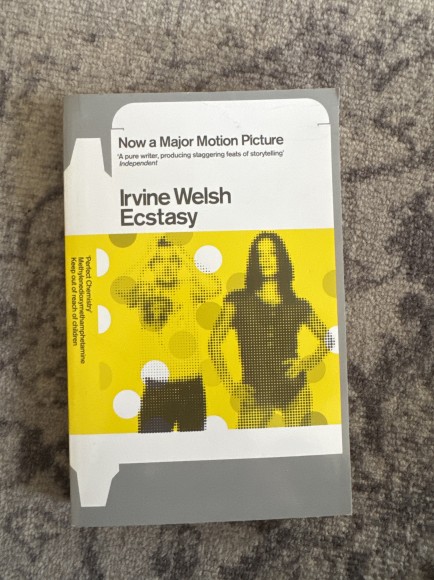 Now a Major Motion Picture
'A pure writer, producing staggering feats of storytelling'
Independent
Irvine Welsh
Ecstasy
'Perfect Chemistry'
Methylenedioxymethamphetamine
Keep out of reach of children